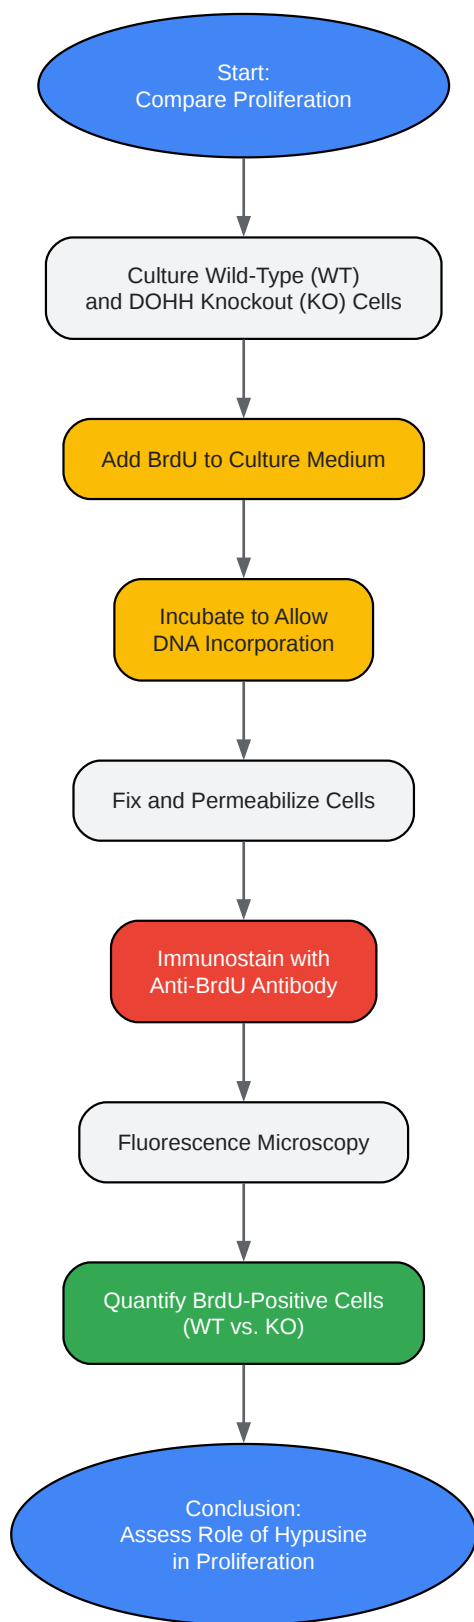 Start:
Compare Proliferation
Culture Wild-Type (WT)
and DOHH Knockout (KO) Cells
Add BrdU to Culture Medium
Incubate to Allow
DNA Incorporation
Fix and Permeabilize Cells
Immunostain with
Anti-BrdU Antibody
Fluorescence Microscopy
Quantify BrdU-Positive Cells
(WT vs. KO)
Conclusion:
Assess Role of Hypusine
in Proliferation